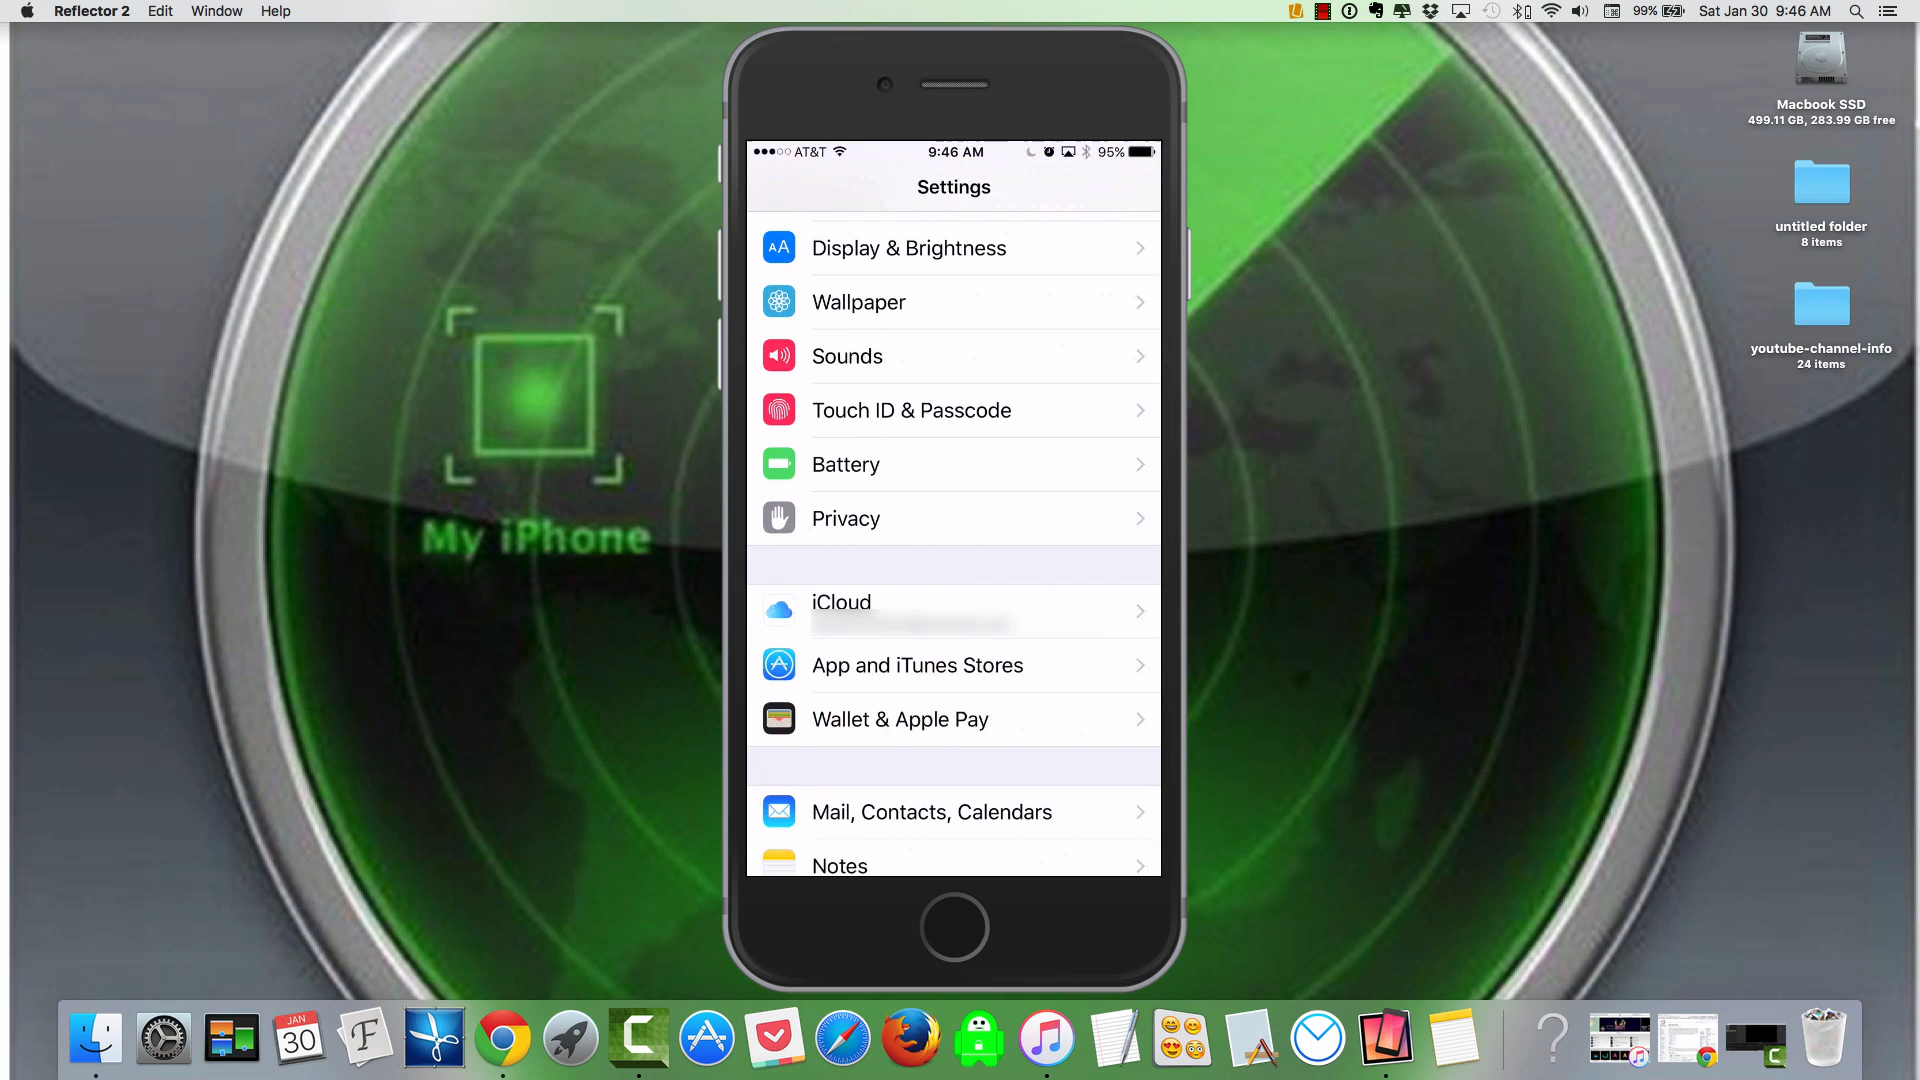 Reflector 2 Edit Window Help 99% Sat Jan 30 9:46 AM
Macbook SSD
499.11 GB, 283.99 GB free
untitled folder
8 items
youtube-channel-info
24 items
My iPhone
AT&T 9:46 AM 95%
Settings
AA Display & Brightness
Wallpaper
Sounds
Touch ID & Passcode
Battery
Privacy
iCloud
App and iTunes Stores
Wallet & Apple Pay
Mail, Contacts, Calendars
Notes
JAN
30
F
C
C